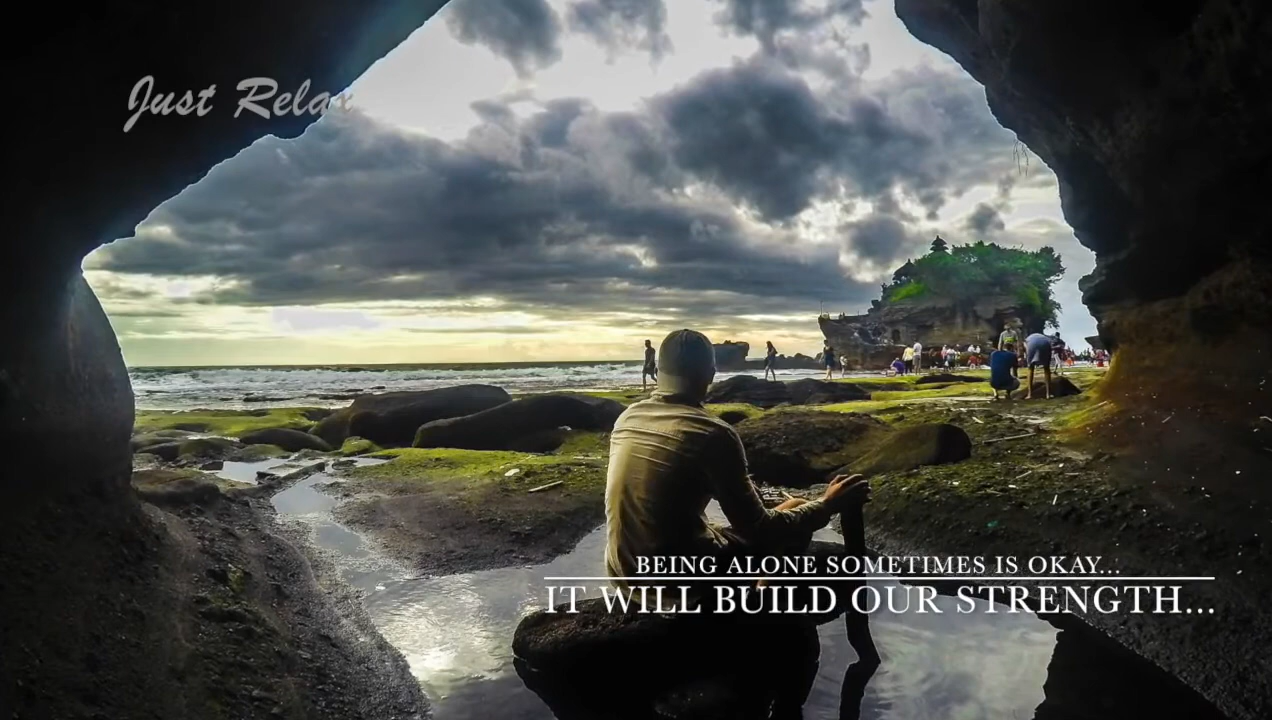 Just Relax
BEING ALONE SOMETIMES IS OKAY...
IT WILL BUILD OUR STRENGTH...